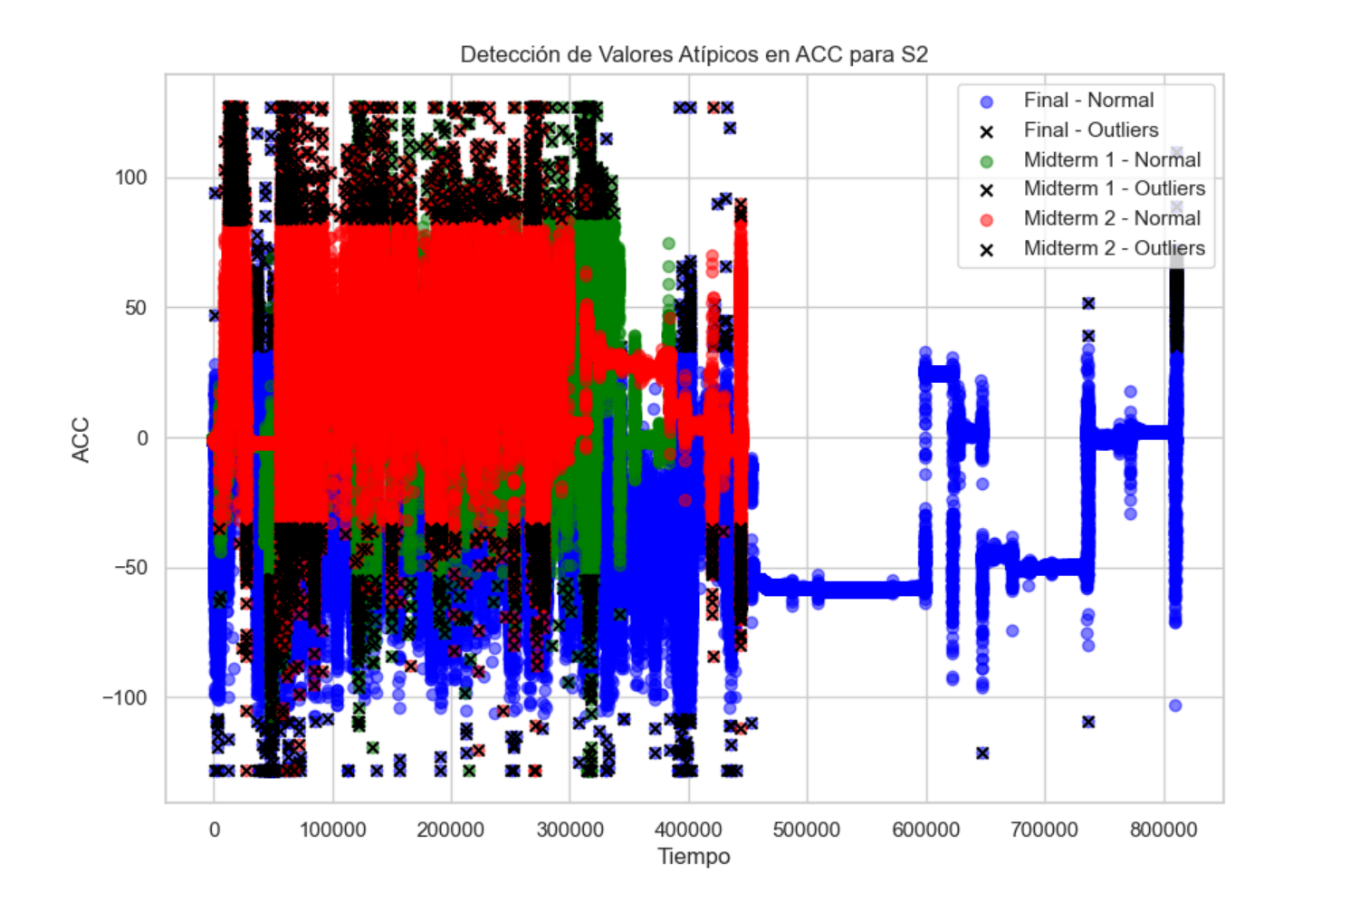 Detección de Valores Atípicos en ACC para S2
Final - Normal
Final - Outliers
Midterm 1 - Normal
Midterm 1 - Outliers
Midterm 2 - Normal
Midterm 2 - Outliers
ACC
100
50
0
−50
−100
0 100000 200000 300000 400000 500000 600000 700000 800000
Tiempo